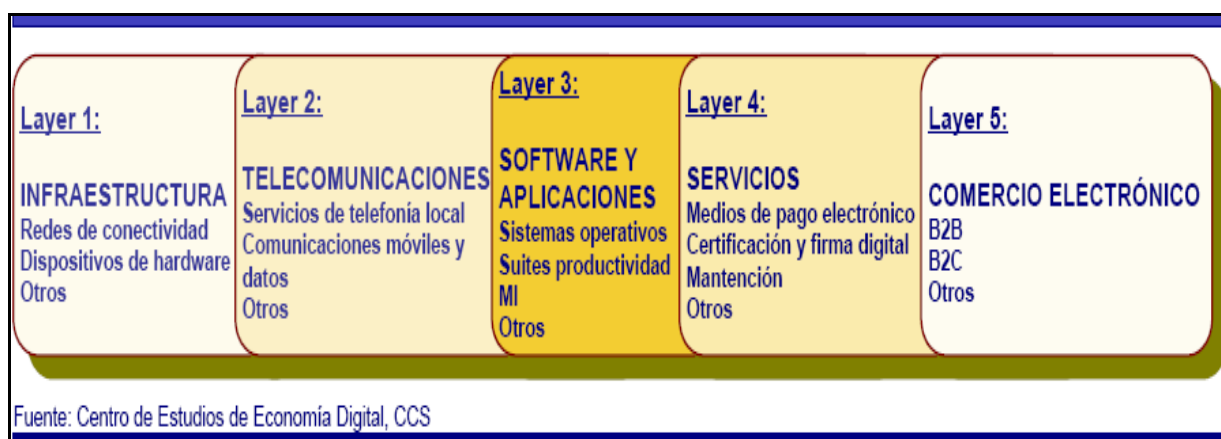 Layer 1:
INFRAESTRUCTURA
Redes de conectividad
Dispositivos de hardware
Otros
Layer 2:
TELECOMUNICACIONES
Servicios de telefonía local
Comunicaciones móviles y
datos
Otros
Layer 3:
SOFTWARE Y
APLICACIONES
Sistemas operativos
Suites productividad
MI
Otros
Layer 4:
SERVICIOS
Medios de pago electrónico
Certificación y firma digital
Mantención
Otros
Layer 5:
COMERCIO ELECTRÓNICO
B2B
B2C
Otros
Fuente: Centro de Estudios de Economía Digital, CCS